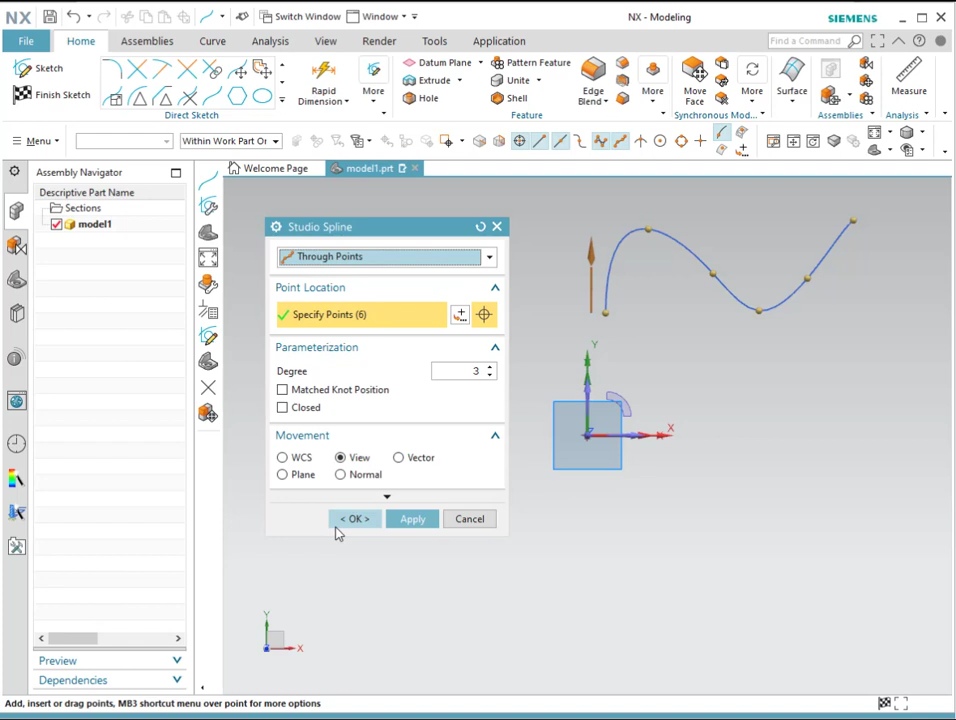 NX
Switch Window
Window
NX - Modeling
SIEMENS
File
Home
Assemblies
Curve
Analysis
View
Render
Tools
Application
Find a Command
Sketch
Finish Sketch
Direct Sketch
Rapid
Dimension
More
Datum Plane
Extrude
Hole
Pattern Feature
Unite
Shell
Edge
Blend
More
Feature
Move
Face
More
Synchronous Mod...
Surface
Assemblies
Measure
Analysis
Menu
Within Work Part Or
Assembly Navigator
Descriptive Part Name
Sections
model1
Preview
Dependencies
Welcome Page
model1.prt
Studio Spline
Through Points
Point Location
Specify Points (6)
Parameterization
Degree
3
Matched Knot Position
Closed
Movement
WCS
View
Vector
Plane
Normal
< OK >
Apply
Cancel
Y
X
Y
X
Add, insert or drag points, MB3 shortcut menu over point for more options